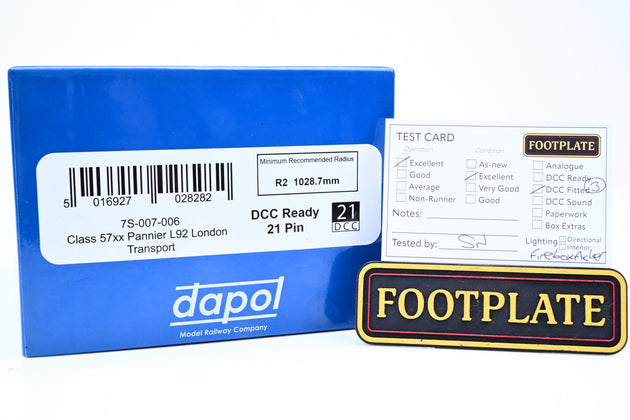 Minimum Recommended Radius
R2 1028.7mm
5 016927 028282
7S-007-006
Class 57xx Pannier L92 London
Transport
DCC Ready
21 Pin
21
DCC
dapol
Model Railway Company
TEST CARD
FOOTPLATE
Operation
Excellent
Good
Average
Non-Runner
Condition
As-new
Excellent
Very Good
Good
Analogue
DCC Ready
DCC Fitted
3
DCC Sound
Paperwork
Box Extras
Notes:
Tested by:
Lighting
Directional
Interior
FOOTPLATE